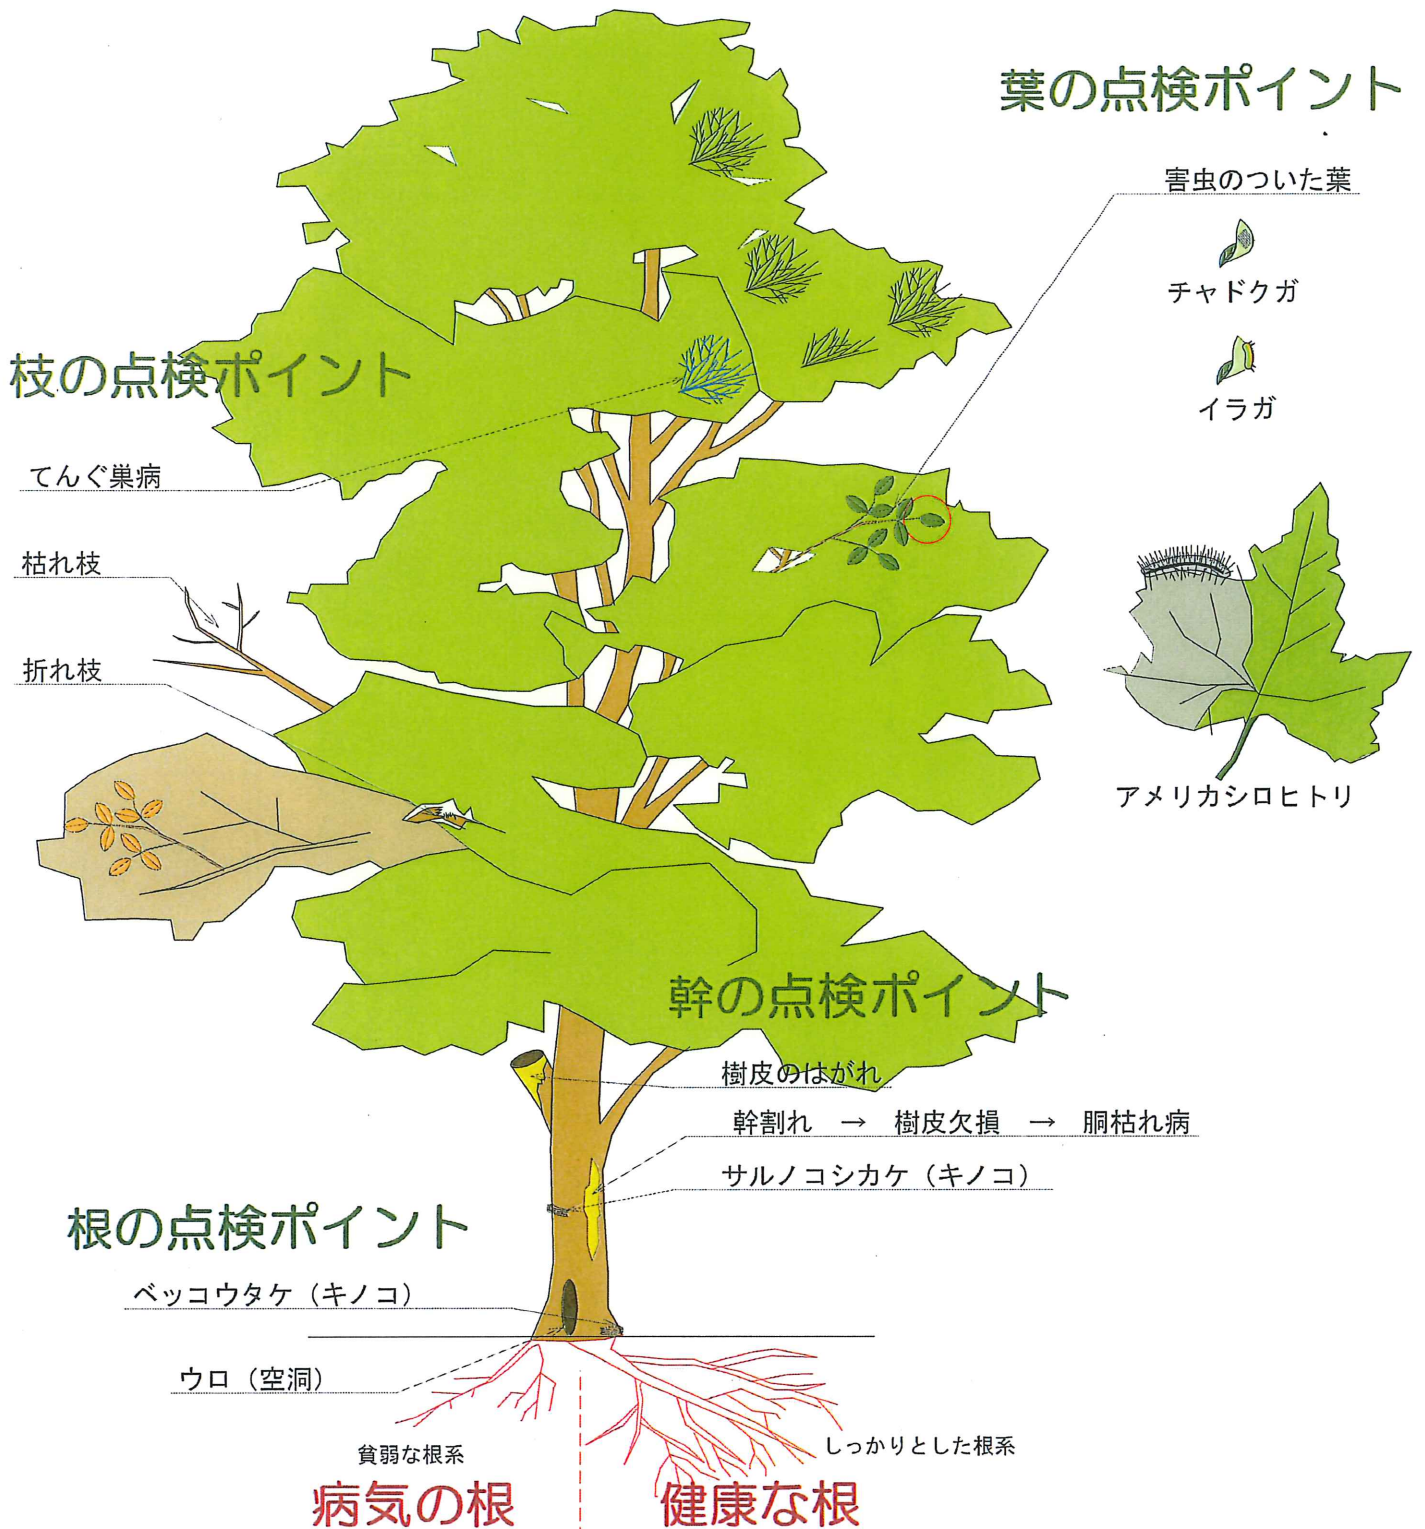 葉の点検ポイント
害虫のついた葉
チャドクガ
イラガ
アメリカシロヒトリ
枝の点検ポイント
てんぐ巣病
枯れ枝
折れ枝
幹の点検ポイント
樹皮のはがれ
幹割れ → 樹皮欠損 → 胴枯れ病
サルノコシカケ（キノコ）
根の点検ポイント
ベッコウタケ（キノコ）
ウロ（空洞）
貧弱な根系
しっかりとした根系
病気の根
健康な根